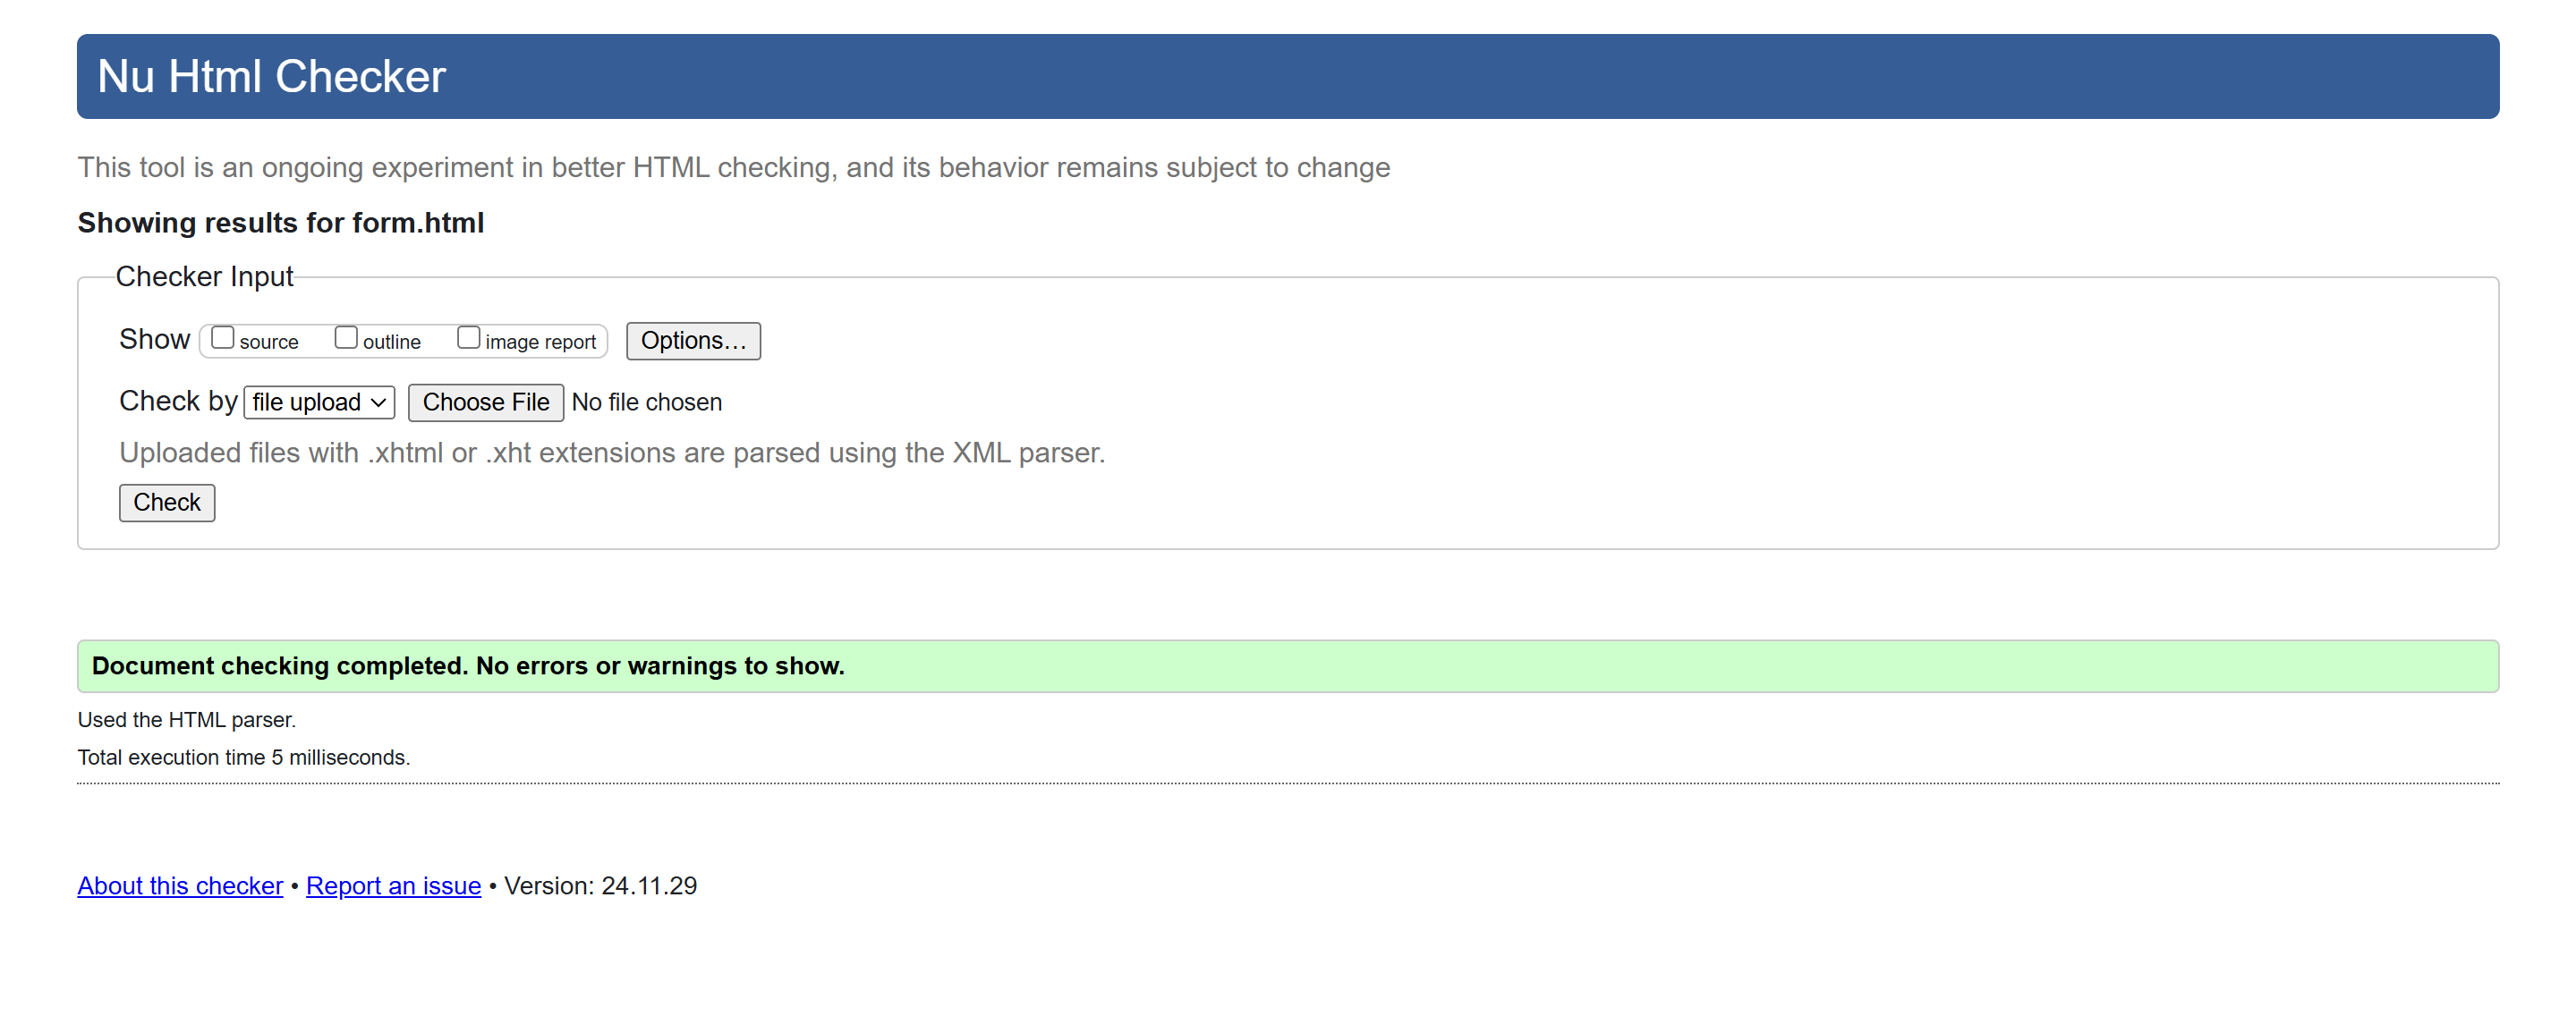 Nu Html Checker
This tool is an ongoing experiment in better HTML checking, and its behavior remains subject to change
Showing results for form.html
Checker Input
Show source outline image report Options…
Check by file upload Choose File No file chosen
Uploaded files with .xhtml or .xht extensions are parsed using the XML parser.
Check
Document checking completed. No errors or warnings to show.
Used the HTML parser.
Total execution time 5 milliseconds.
About this checker • Report an issue • Version: 24.11.29